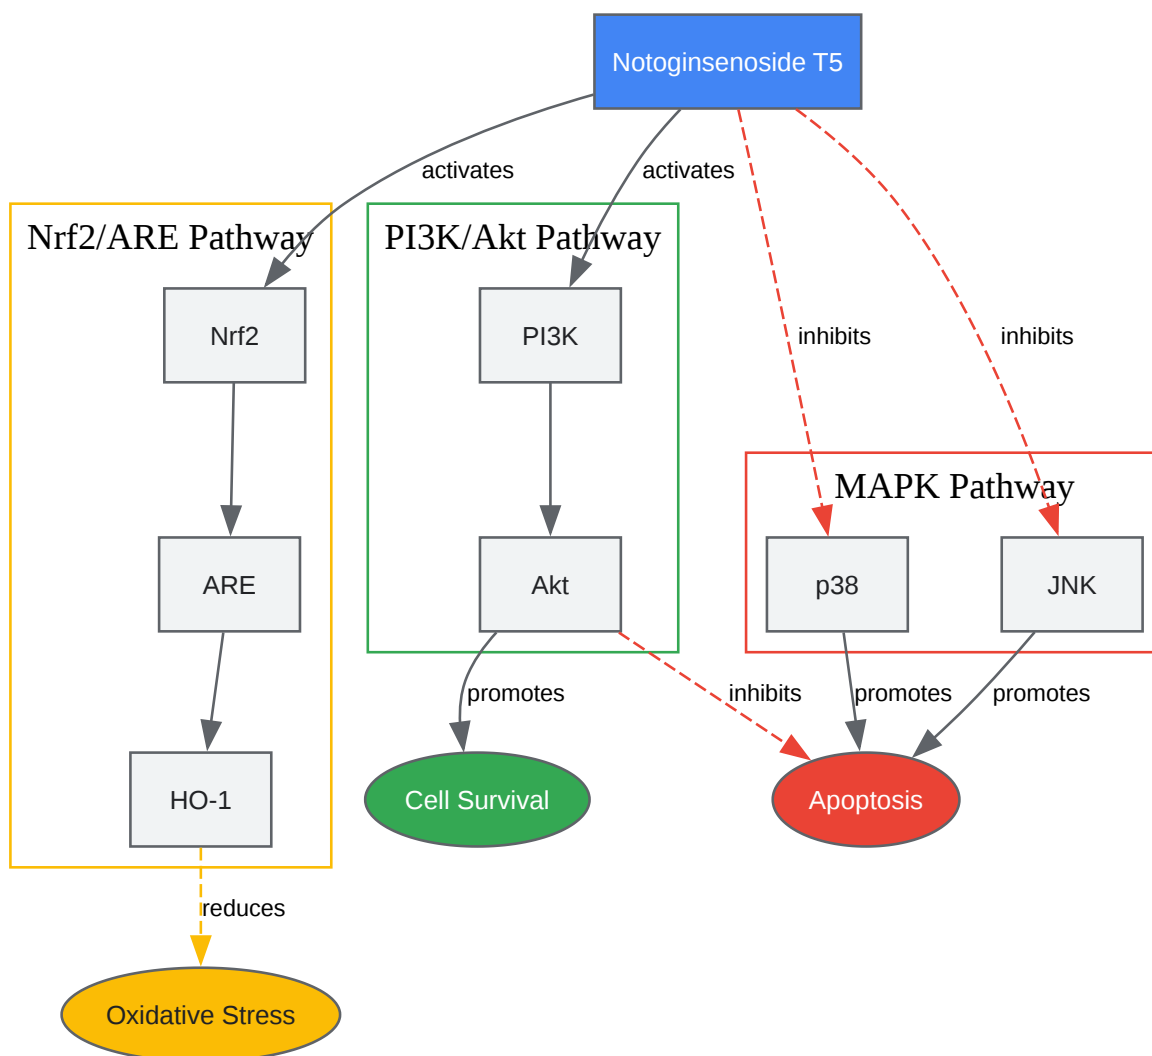 Notoginsenoside T5
activates
activates
Nrf2/ARE Pathway
PI3K/Akt Pathway
Nrf2
PI3K
inhibits
inhibits
MAPK Pathway
ARE
Akt
p38
JNK
promotes
inhibits
promotes
promotes
HO-1
Cell Survival
Apoptosis
reduces
Oxidative Stress